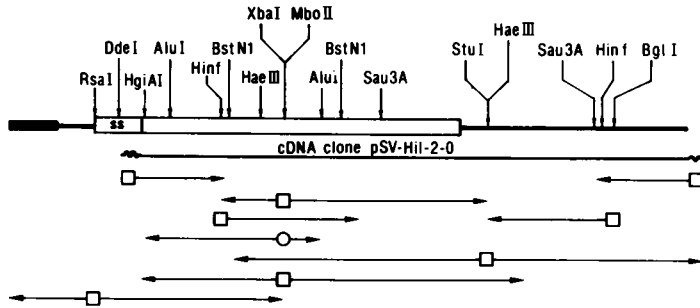 XbaI MboII
HaeIII
DdeI AluI
BstN1
BstN1
StuI
Sau3A Hinf BglI
RsaI HgiAI
Hinf
HaeIII
Alui
Sau3A
ss
cDNA clone pSV-Hil-2-0